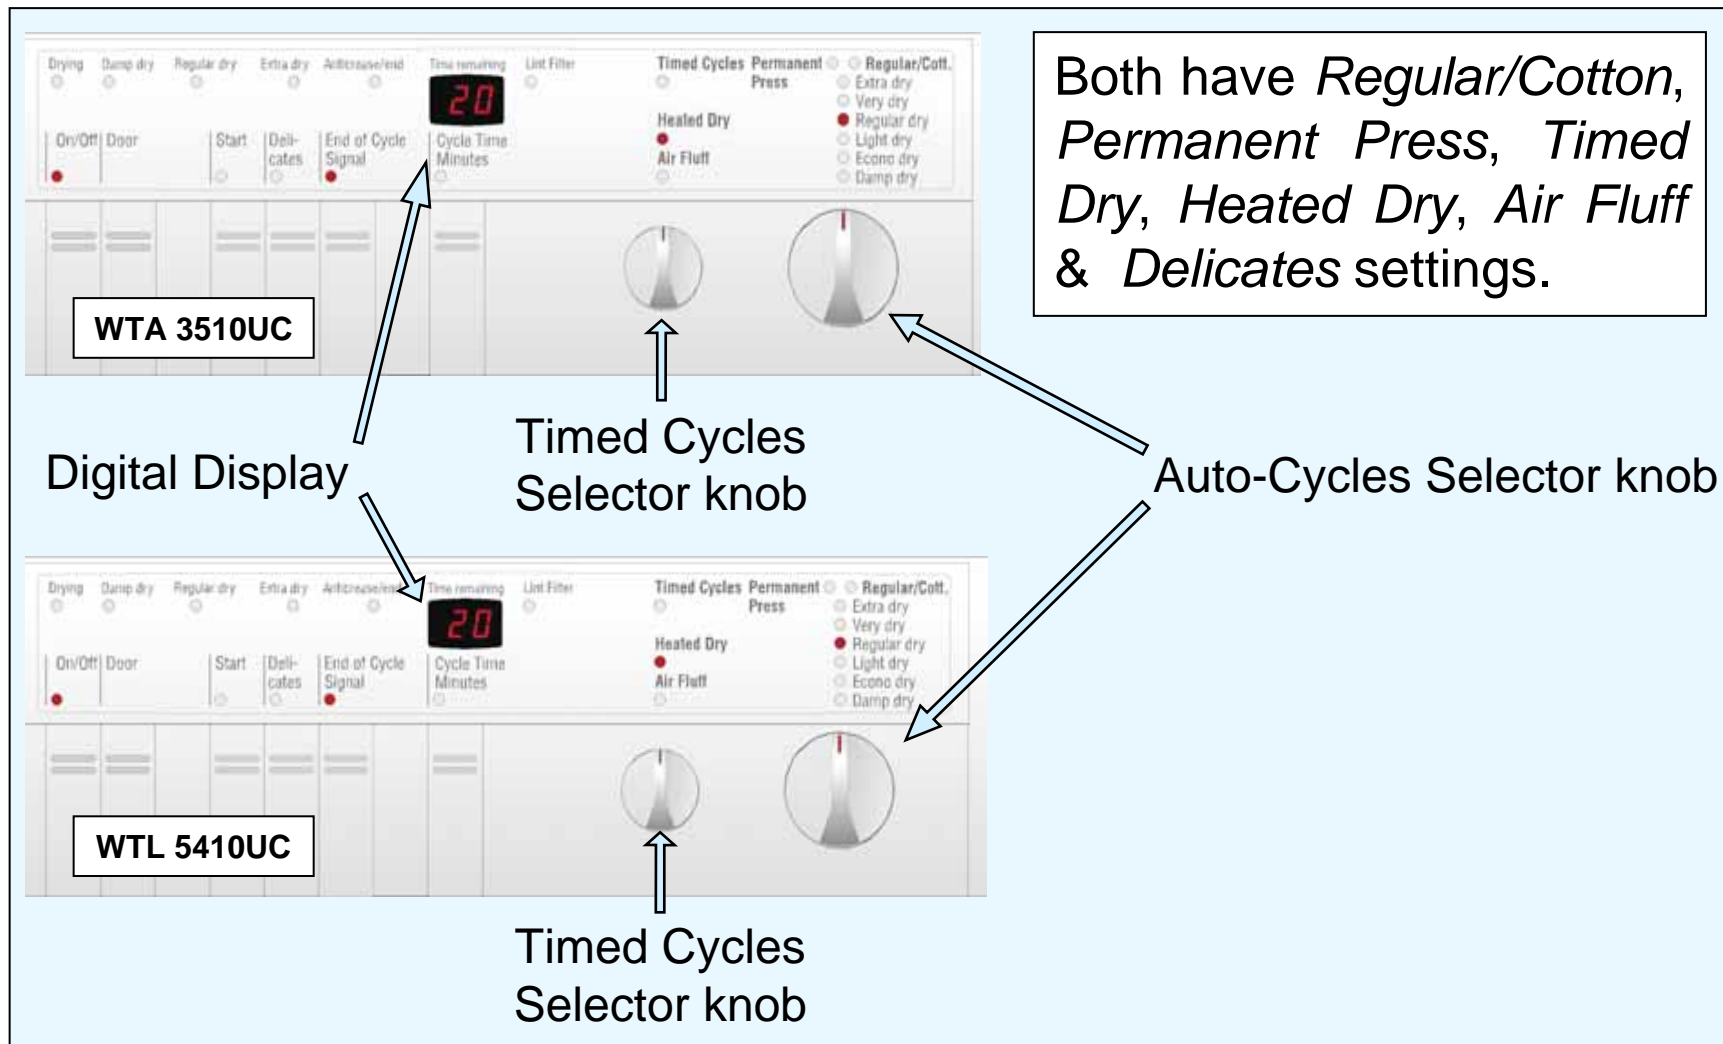 Drying Damp dry Regular dry Extra dry Anticrease/end Time remaining Lint Filter Timed Cycles Permanent Press Regular/Cott.
Extra dry
Very dry
20
Heated Dry Regular dry
On/Off Door Start Deli-cates End of Cycle Signal Cycle Time Minutes
Light dry
Air Fluff Econo dry
Damp dry
WTA 3510UC
Both have Regular/Cotton,
Permanent Press, Timed
Dry, Heated Dry, Air Fluff
& Delicates settings.
Digital Display
Timed Cycles
Selector knob
Auto-Cycles Selector knob
Drying Damp dry Regular dry Extra dry Anticrease/end Time remaining Lint Filter Timed Cycles Permanent Press Regular/Cott.
Extra dry
Very dry
20
Heated Dry Regular dry
On/Off Door Start Deli-cates End of Cycle Signal Cycle Time Minutes
Light dry
Air Fluff Econo dry
Damp dry
WTL 5410UC
Timed Cycles
Selector knob